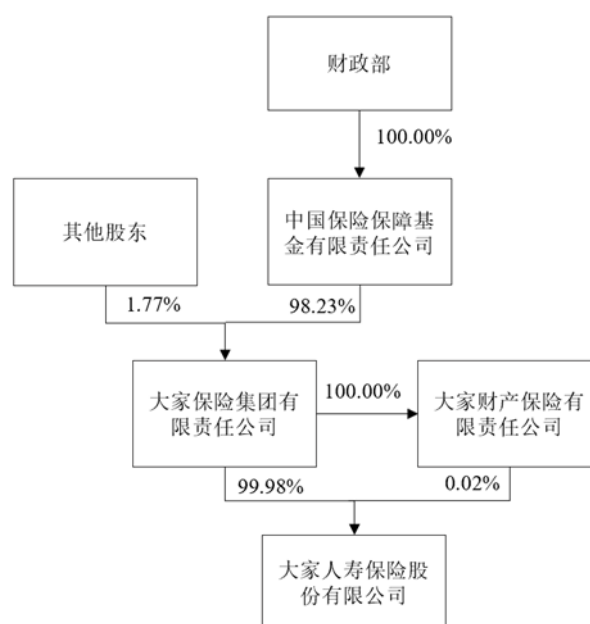 财政部
100.00%
其他股东
中国保险保障基
金有限责任公司
1.77%
98.23%
大家保险集团有
限责任公司
100.00%
大家财产保险有
限责任公司
99.98%
0.02%
大家人寿保险股
份有限公司